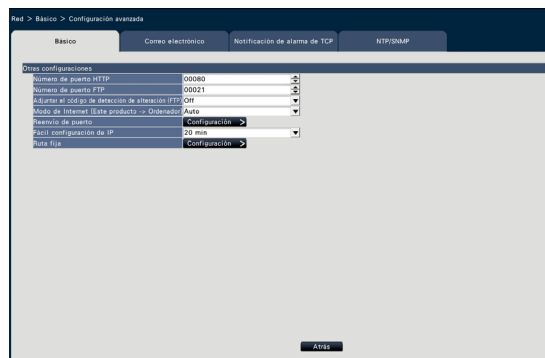 Red > Básico > Configuración avanzada
Básico
Correo electrónico
Notificación de alarma de TCP
NTP/SNMP
Otras configuraciones
Número de puerto HTTP 00080
Número de puerto FTP 00021
Adjuntar el código de detección de alteración (FTP) Off
Modo de Internet (Este producto -> Ordenador Auto
Reenvío de puerto Configuración >
Fácil configuración de IP 20 min
Ruta fija Configuración >
Atrás